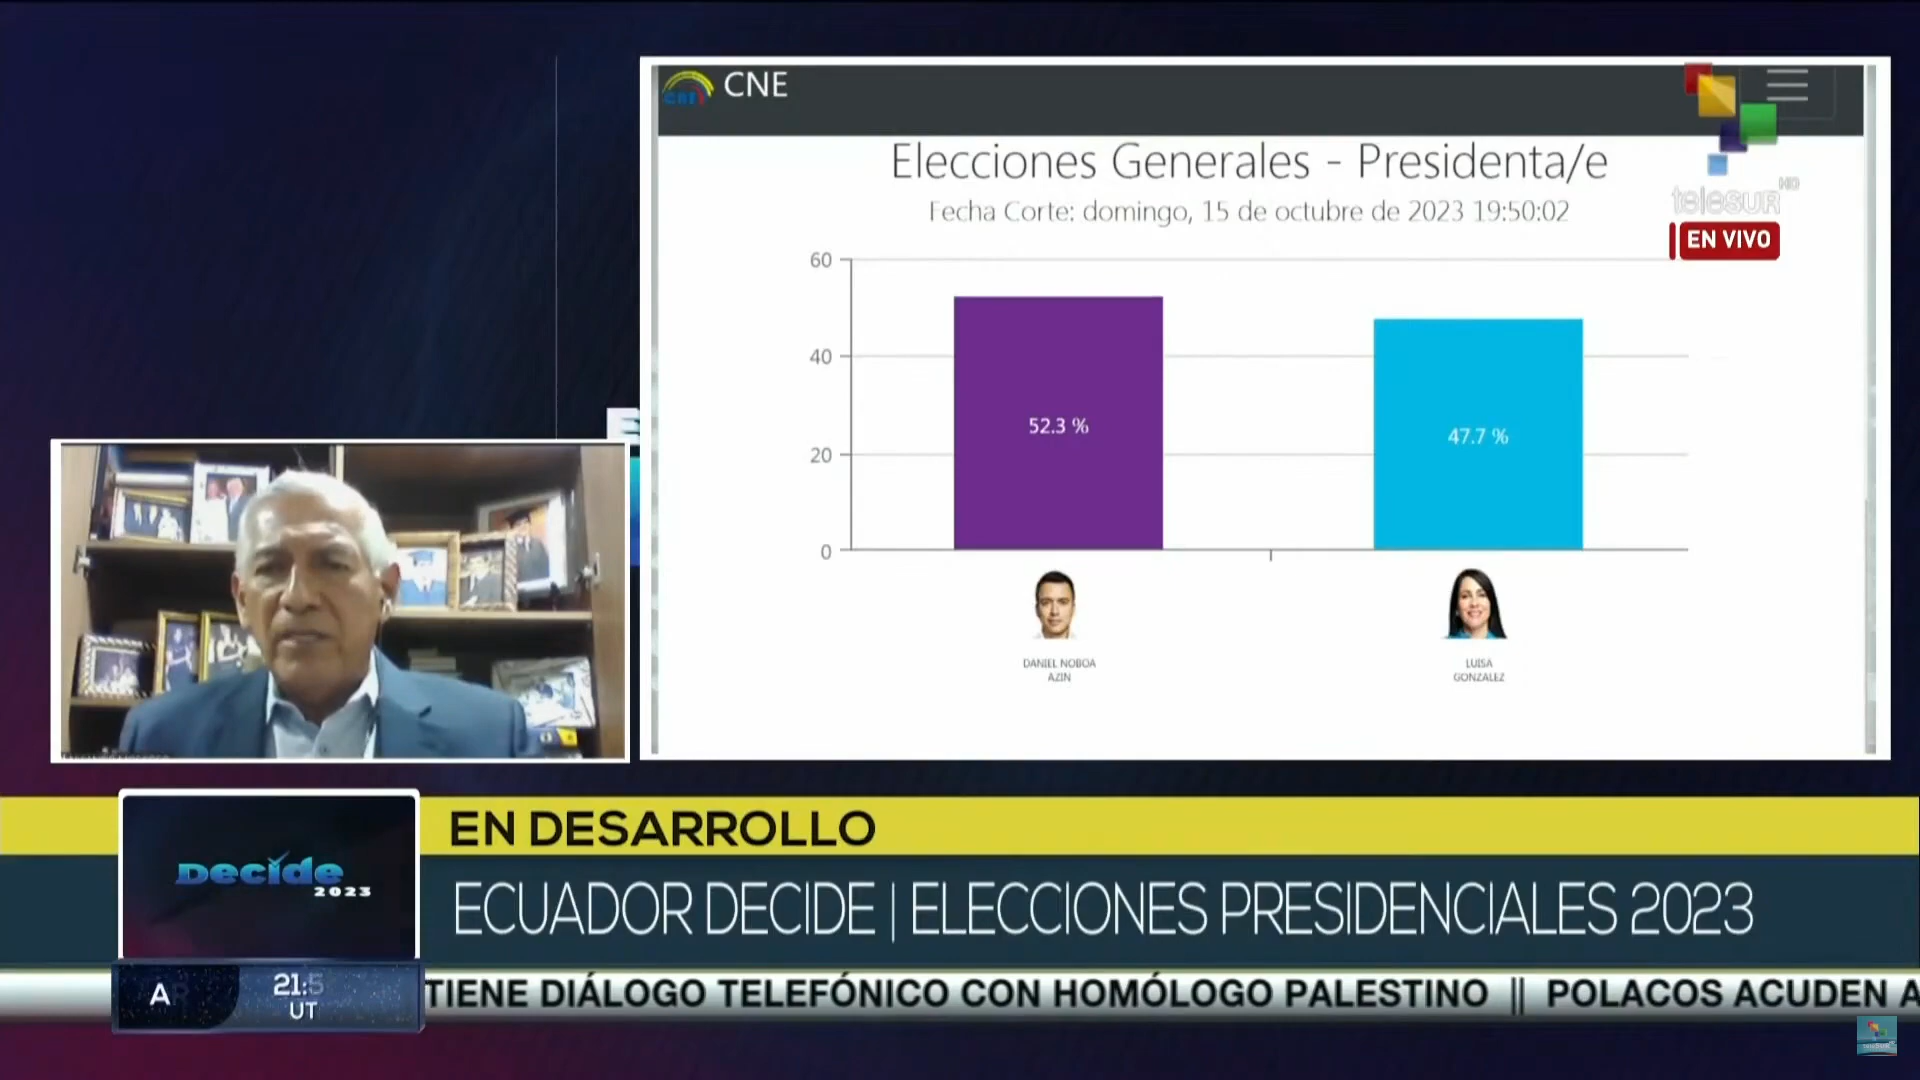 CNE
Elecciones Generales - Presidenta/e
Fecha Corte: domingo, 15 de octubre de 2023 19:50:02
teleSUR HD
EN VIVO
60
40
20
0
52.3 %
47.7 %
DANIEL NOBOA
AZIN
LUISA
GONZALEZ
E
EN DESARROLLO
Decide
2023
ECUADOR DECIDE | ELECCIONES PRESIDENCIALES 2023
A
21:5
UT
TIENE DIÁLOGO TELEFÓNICO CON HOMÓLOGO PALESTINO || POLACOS ACUDEN A